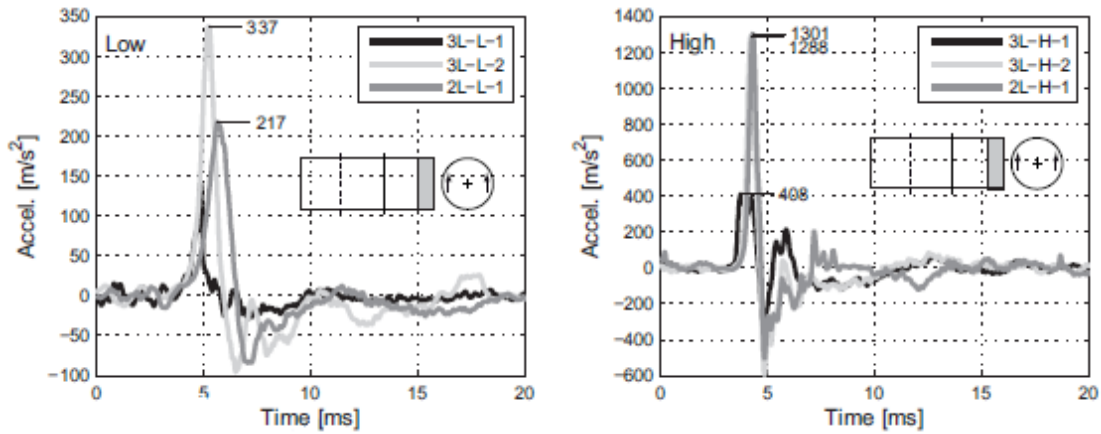 Low
337
217
3L-L-1
3L-L-2
2L-L-1
Accel. [m/s²]
350
300
250
200
150
100
50
0
-50
-100
0 5 10 15 20
Time [ms]
High
1301
1288
408
3L-H-1
3L-H-2
2L-H-1
Accel. [m/s²]
1400
1200
1000
800
600
400
200
0
-200
-400
-600
0 5 10 15 20
Time [ms]